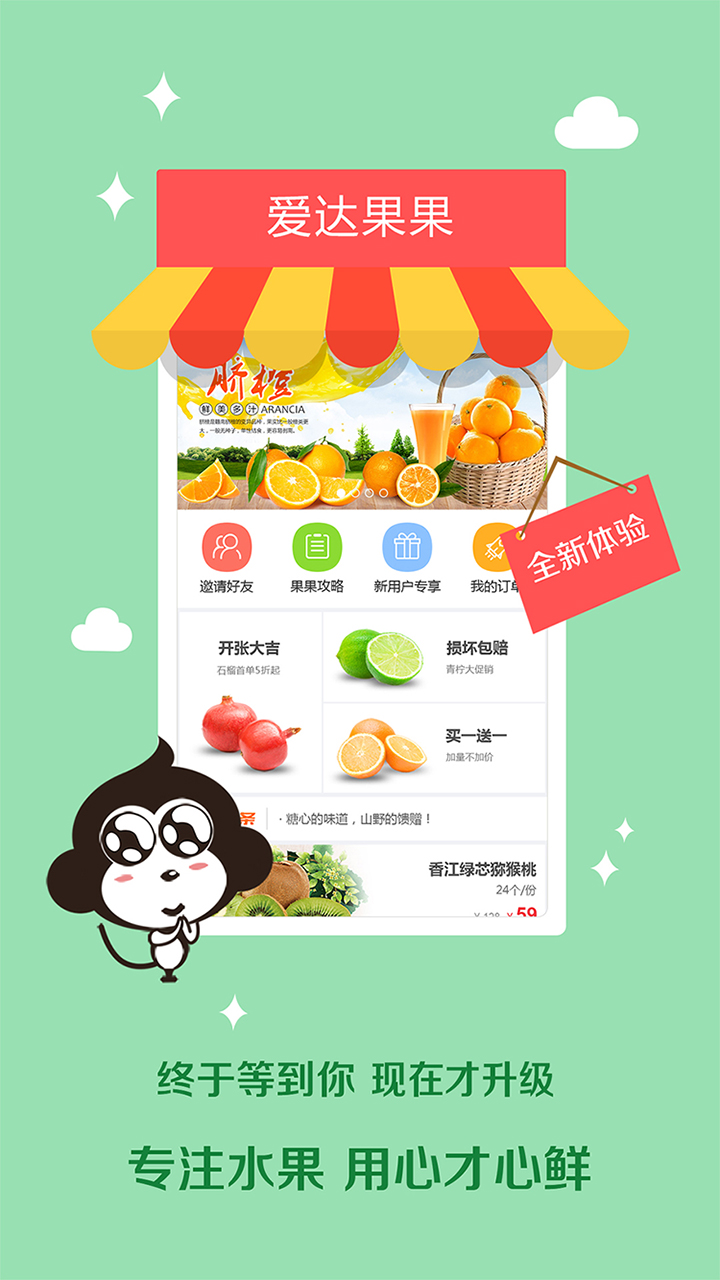 爱达果果
脐橙
鲜美多汁 ARANCIA
全新体验
邀请好友
果果攻略
新用户专享
我的订单
开张大吉
石榴首单5折起
损坏包赔
青柠大促销
买一送一
加量不加价
条
· 糖心的味道，山野的馈赠！
香江绿芯猕猴桃
24个/份
¥ 128 ¥ 59
终于等到你 现在才升级
专注水果 用心才心鲜